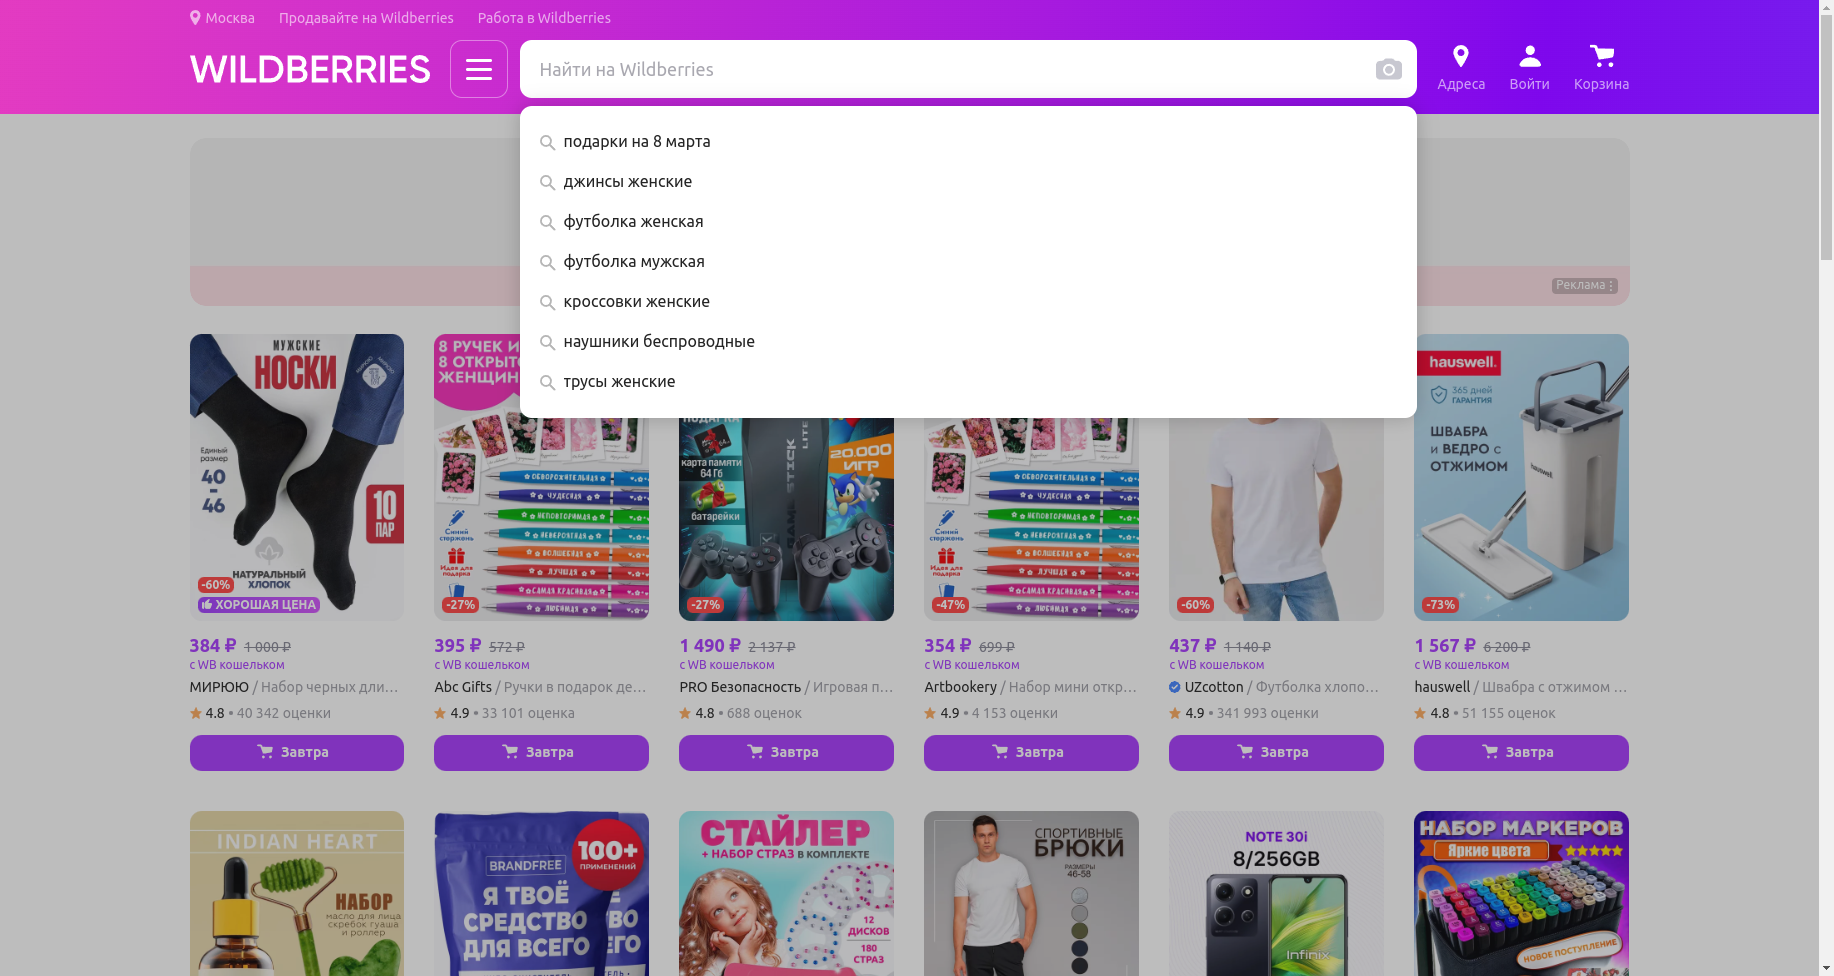 Москва Продавайте на Wildberries Работа в Wildberries
WILDBERRIES
Найти на Wildberries
Адреса Войти Корзина
подарки на 8 марта
джинсы женские
футболка женская
футболка мужская
кроссовки женские
наушники беспроводные
трусы женские
Реклама
МУЖСКИЕ
НОСКИ
Единый
размер
40
-
46
10
ПАР
НАТУРАЛЬНЫЙ
ХЛОПОК
-60%
ХОРОШАЯ ЦЕНА
8 РУЧЕК И
8 ОТКРЫТО
ЖЕНЩИН
ОБВОРОЖИТЕЛЬНАЯ
ЧУДЕСНАЯ
НЕПОВТОРИМАЯ
НЕВЕРОЯТНАЯ
ВОЛШЕБНАЯ
ЛУЧШАЯ
САМАЯ КРАСИВАЯ
ЛЮБИМАЯ
Синий
стержень
Идея для
подарка
-27%
карта памяти
64 Гб
батарейки
STICK
LITE
20.000
ИГР
-27%
ОБВОРОЖИТЕЛЬНАЯ
ЧУДЕСНАЯ
НЕПОВТОРИМАЯ
НЕВЕРОЯТНАЯ
ВОЛШЕБНАЯ
ЛУЧШАЯ
САМАЯ КРАСИВАЯ
ЛЮБИМАЯ
Синий
стержень
Идея для
подарка
-47%
-60%
hauswell.
365 дней
ГАРАНТИЯ
ШВАБРА
и ВЕДРО с
ОТЖИМОМ
hauswell
-73%
384 ₽ 1 000 ₽
с WB кошельком
МИРЮЮ / Набор черных дли...
4.8 • 40 342 оценки
Завтра
395 ₽ 572 ₽
с WB кошельком
Abc Gifts / Ручки в подарок де...
4.9 • 33 101 оценка
Завтра
1 490 ₽ 2 137 ₽
с WB кошельком
PRO Безопасность / Игровая п...
4.8 • 688 оценок
Завтра
354 ₽ 699 ₽
с WB кошельком
Artbookery / Набор мини откр...
4.9 • 4 153 оценки
Завтра
437 ₽ 1 140 ₽
с WB кошельком
UZcotton / Футболка хлопо...
4.9 • 341 993 оценки
Завтра
1 567 ₽ 6 200 ₽
с WB кошельком
hauswell / Швабра с отжимом ...
4.8 • 51 155 оценок
Завтра
INDIAN HEART
НАБОР
масло для лица
скребок гуаша
и роллер
100+
ПРИМЕНЕНИЙ
BRANDFREE
Я ТВОЁ
СРЕДСТВО
ДЛЯ ВСЕГО
СТАЙЛЕР
+ НАБОР СТРАЗ В КОМПЛЕКТЕ
12
ДИСКОВ
180
СТРАЗ
СПОРТИВНЫЕ
БРЮКИ
РАЗМЕРЫ
46-58
NOTE 30i
8/256GB
Infinix
НАБОР МАРКЕРОВ
Яркие цвета
НОВОЕ ПОСТУПЛЕНИЕ